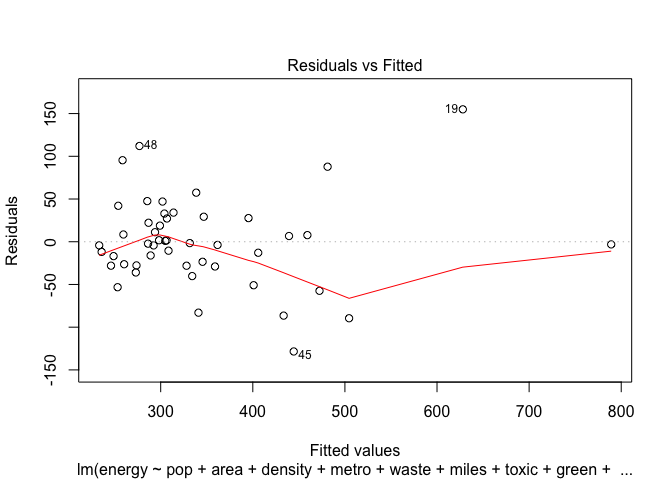 Residuals vs Fitted
Residuals
150
100
50
0
-50
-150
19
48
45
300 400 500 600 700 800
Fitted values
lm(energy ~ pop + area + density + metro + waste + miles + toxic + green + ...